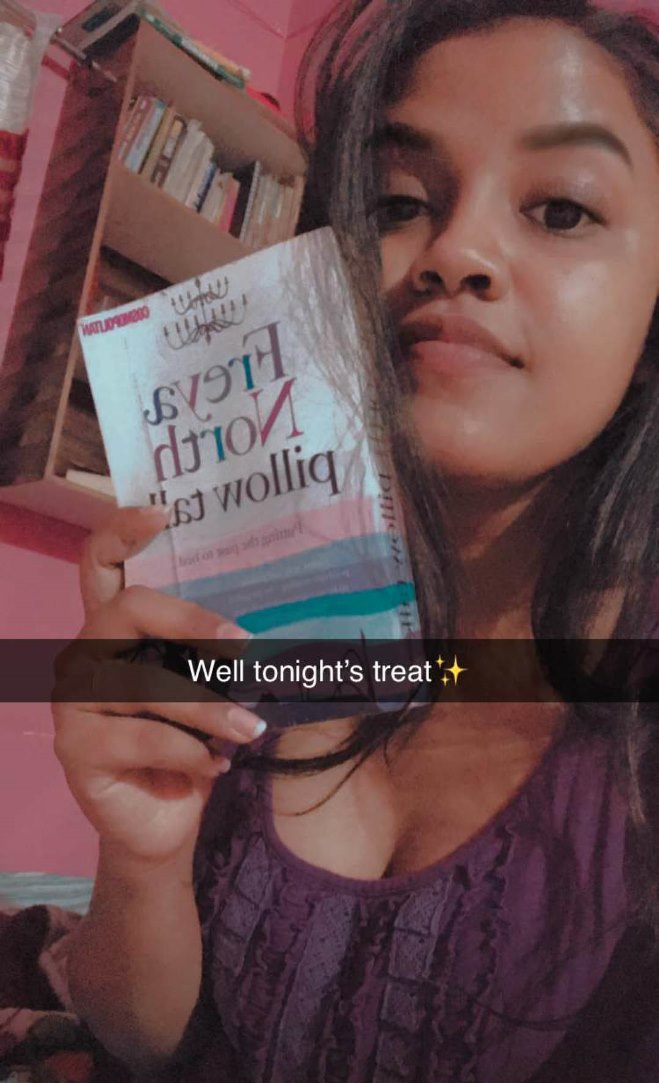 COSMOPOLITAN
Freya
North
pillow talk
Putting the past to bed
Well tonight's treat✨